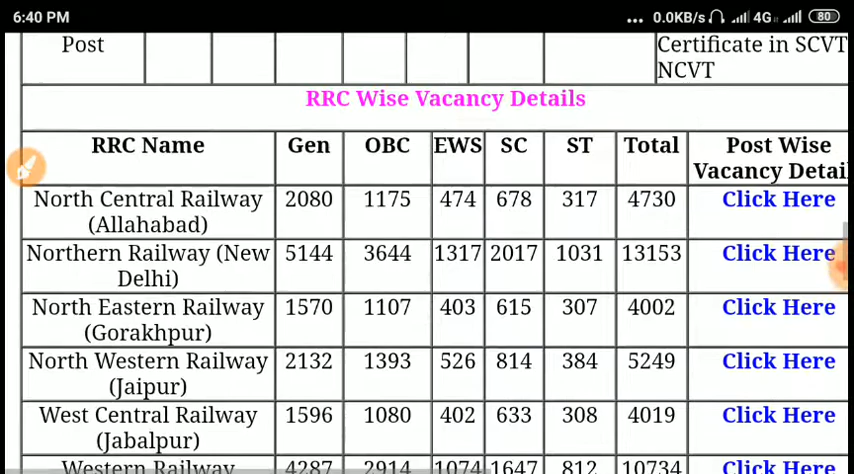 6:40 PM ... 0.0KB/s 4G 80
Post Certificate in SCVT
NCVT
RRC Wise Vacancy Details
RRC Name Gen OBC EWS SC ST Total Post Wise
Vacancy Detail
North Central Railway 2080 1175 474 678 317 4730 Click Here
(Allahabad)
Northern Railway (New 5144 3644 1317 2017 1031 13153 Click Here
Delhi)
North Eastern Railway 1570 1107 403 615 307 4002 Click Here
(Gorakhpur)
North Western Railway 2132 1393 526 814 384 5249 Click Here
(Jaipur)
West Central Railway 1596 1080 402 633 308 4019 Click Here
(Jabalpur)
Western Railway 4287 2914 1074 1647 812 10734 Click Here